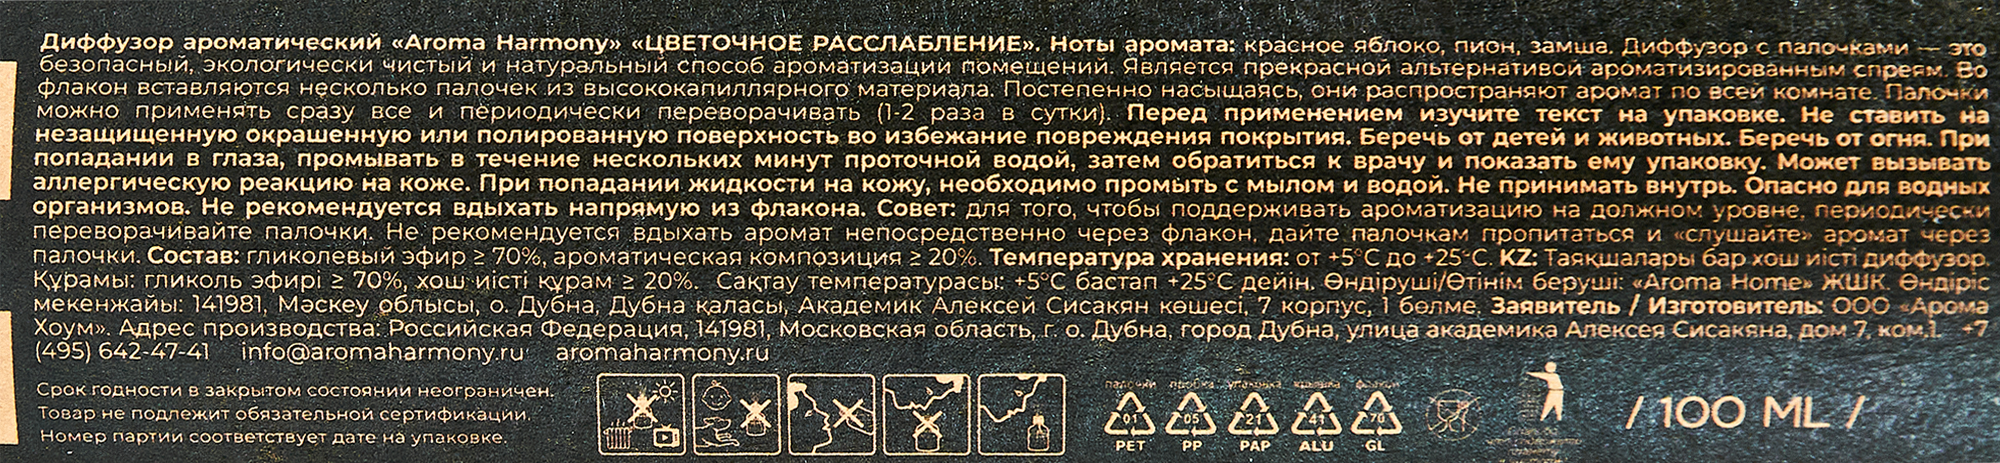 Диффузор ароматический «Aroma Harmony» «ЦВЕТОЧНОЕ РАССЛАБЛЕНИЕ». Ноты аромата: красное яблоко, пион, замша. Диффузор с палочками — это
безопасный, экологически чистый и натуральный способ ароматизации помещений. Является прекрасной альтернативой ароматизированным спреям. Во
флакон вставляются несколько палочек из высококапиллярного материала. Постепенно насыщаясь, они распространяют аромат по всей комнате. Палочки
можно применять сразу все и периодически переворачивать (1-2 раза в сутки). Перед применением изучите текст на упаковке. Не ставить на
незащищенную окрашенную или полированную поверхность во избежание повреждения покрытия. Беречь от детей и животных. Беречь от огня. При
попадании в глаза, промывать в течение нескольких минут проточной водой, затем обратиться к врачу и показать ему упаковку. Может вызывать
аллергическую реакцию на коже. При попадании жидкости на кожу, необходимо промыть с мылом и водой. Не принимать внутрь. Опасно для водных
организмов. Не рекомендуется вдыхать напрямую из флакона. Совет: для того, чтобы поддерживать ароматизацию на должном уровне, периодически
переворачивайте палочки. Не рекомендуется вдыхать аромат непосредственно через флакон, дайте палочкам пропитаться и «слушайте» аромат через
палочки. Состав: гликолевый эфир ≥ 70%, ароматическая композиция ≥ 20%. Температура хранения: от +5°С до +25°С. KZ: Таяқшалары бар хош иісті диффузор.
Құрамы: гликоль эфирі ≥ 70%, хош иісті құрам ≥ 20%. Сақтау температурасы: +5°С бастап +25°С дейін. Өндіруші/Өтінім беруші: «Aroma Home» ЖШК. Өндіріс
мекенжайы: 141981, Мәскеу облысы, о. Дубна, Дубна қаласы, Академик Алексей Сисакян көшесі, 7 корпус, 1 бөлме. Заявитель / Изготовитель: ООО «Арома
Хоум». Адрес производства: Российская Федерация, 141981, Московская область, г. о. Дубна, город Дубна, улица академика Алексея Сисакяна, дом 7, ком.1. +7
(495) 642-47-41 info@aromaharmony.ru aromaharmony.ru
Срок годности в закрытом состоянии неограничен.
Товар не подлежит обязательной сертификации.
Номер партии соответствует дате на упаковке.
палочки пробка упаковка крышка флакон
01 05 21 41 70
PET PP PAP ALU GL
/ 100 ML /